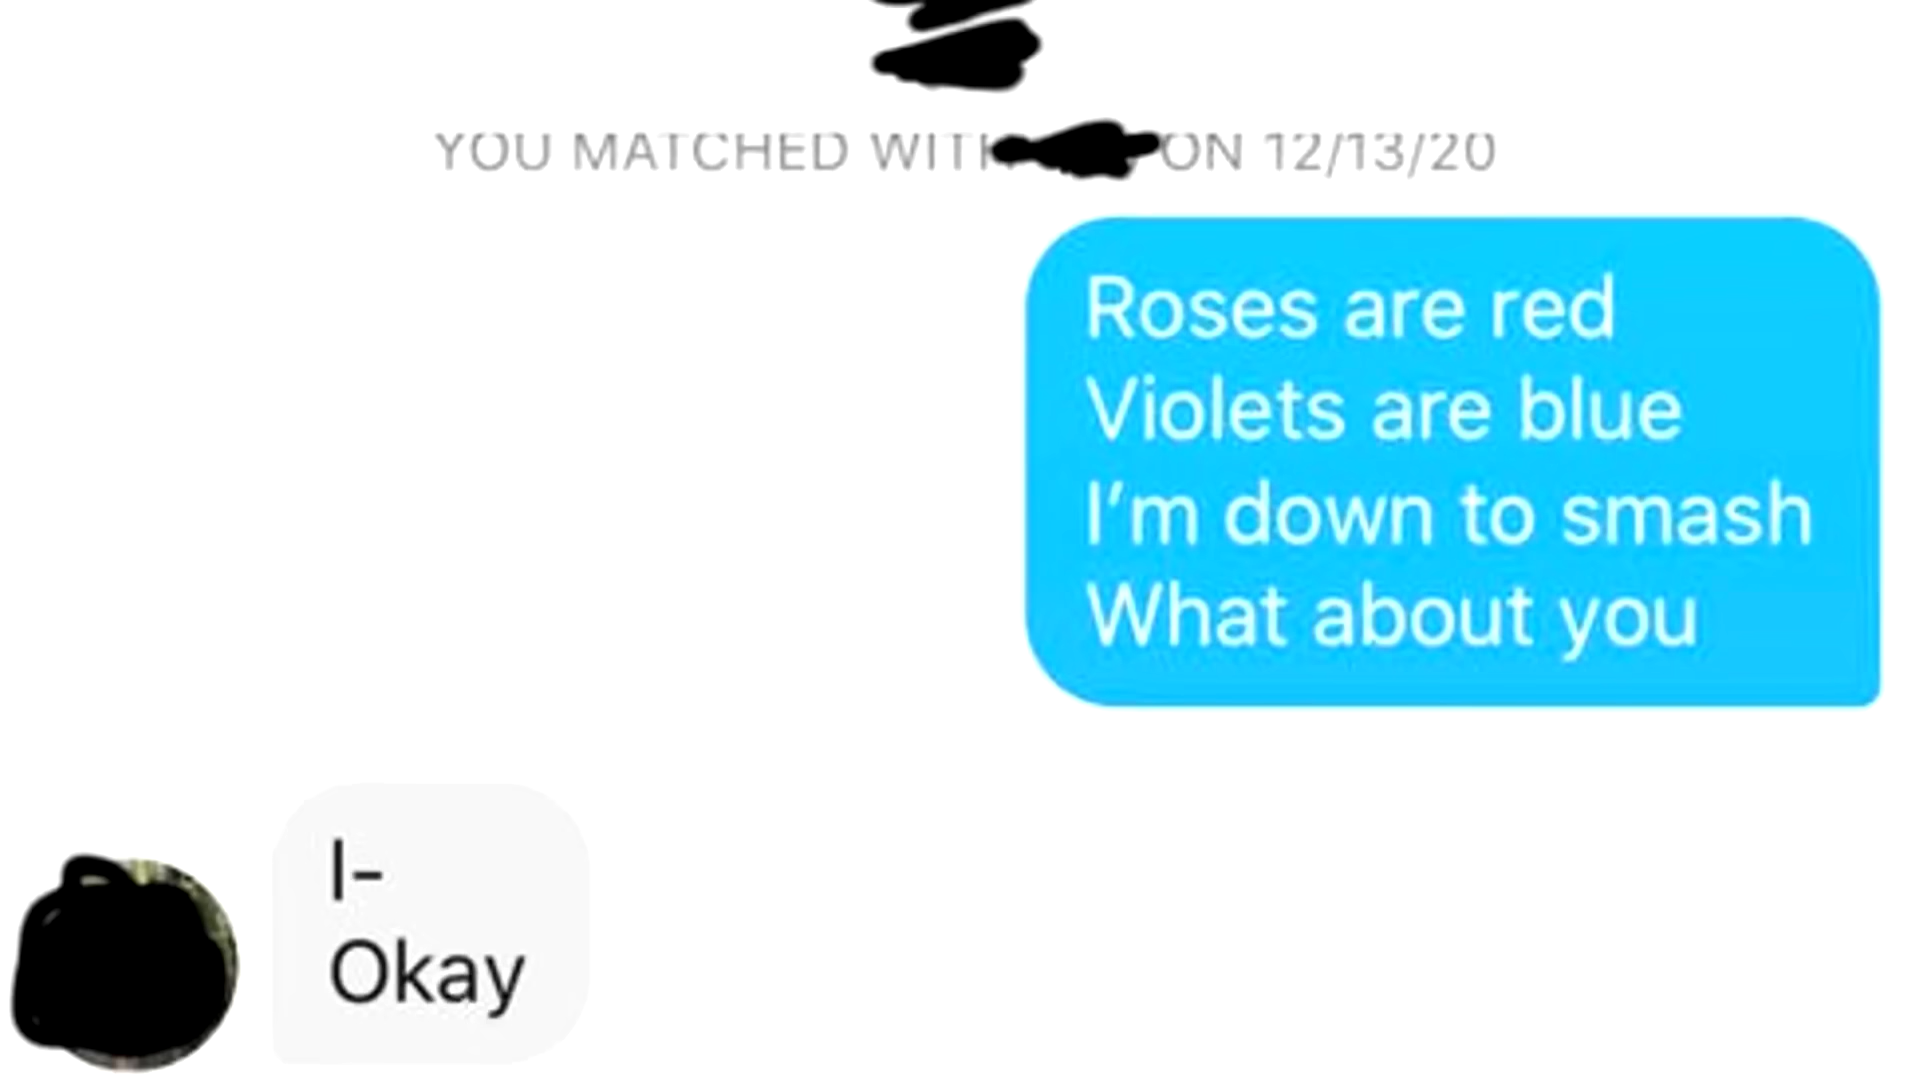 YOU MATCHED WITH ON 12/13/20
Roses are red
Violets are blue
I'm down to smash
What about you
I-
Okay